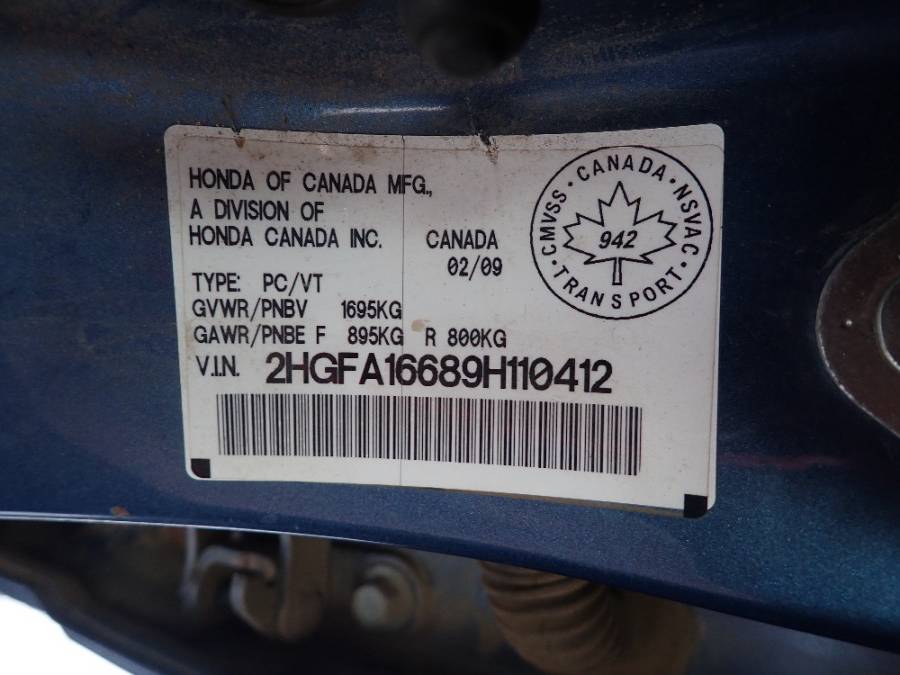 HONDA OF CANADA MFG.,
A DIVISION OF
HONDA CANADA INC. CANADA
02/09
TYPE: PC/VT
GVWR/PNBV 1695KG
GAWR/PNBE F 895KG R 800KG
V.I.N. 2HGFA16689H110412
CMVSS · CANADA · NSVAC ·
942
TRANSPORT